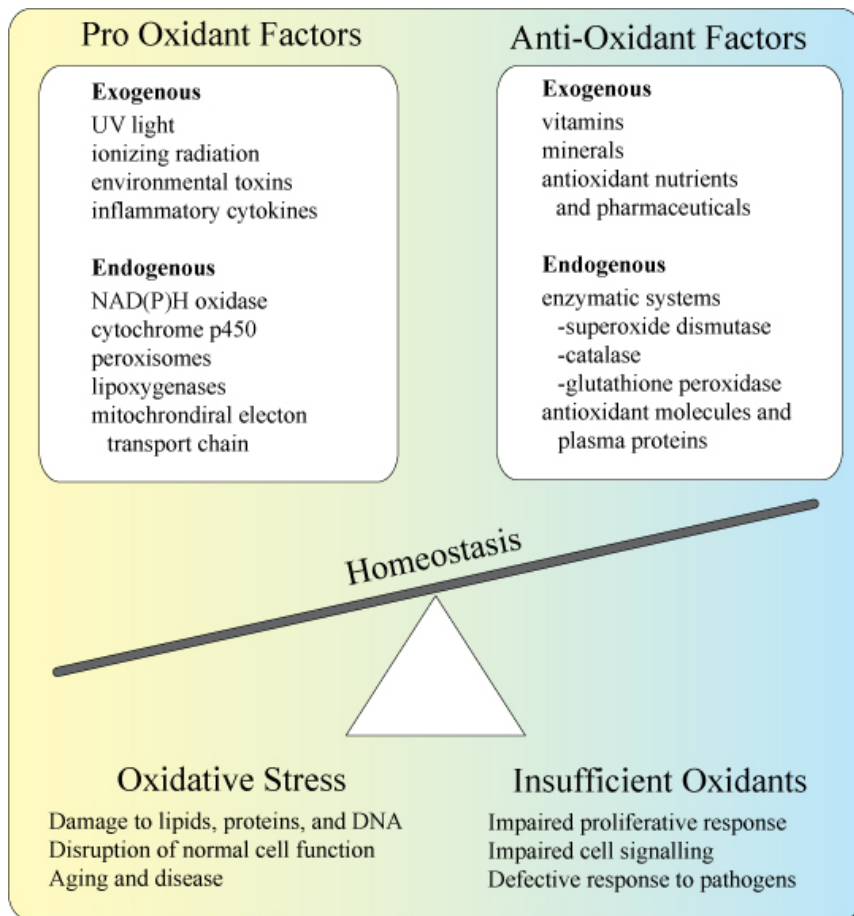 Pro Oxidant Factors
Exogenous
UV light
ionizing radiation
environmental toxins
inflammatory cytokines
Endogenous
NAD(P)H oxidase
cytochrome p450
peroxisomes
lipoxygenases
mitochrondiral electon
transport chain
Anti-Oxidant Factors
Exogenous
vitamins
minerals
antioxidant nutrients
and pharmaceuticals
Endogenous
enzymatic systems
-superoxide dismutase
-catalase
-glutathione peroxidase
antioxidant molecules and
plasma proteins
Homeostasis
Oxidative Stress
Damage to lipids, proteins, and DNA
Disruption of normal cell function
Aging and disease
Insufficient Oxidants
Impaired proliferative response
Impaired cell signalling
Defective response to pathogens